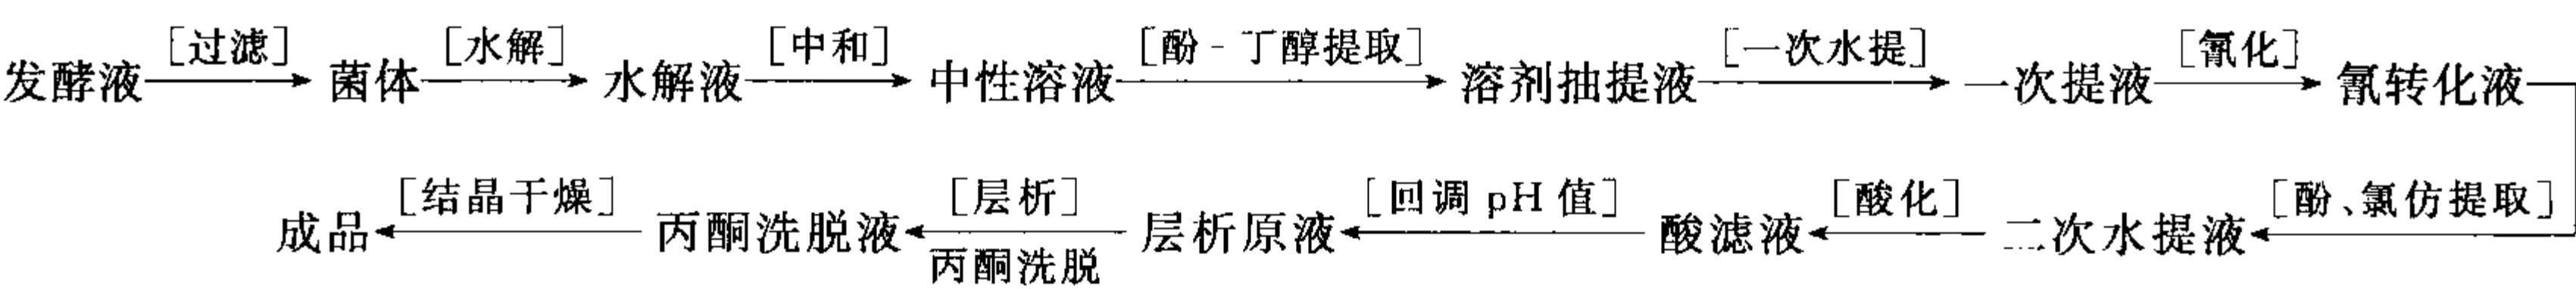 发酵液 [过滤] 菌体 [水解] 水解液 [中和] 中性溶液 [酚-丁醇提取] 溶剂抽提液 [一次水提] 一次提液 [氰化] 氰转化液
成品 [结晶干燥] 丙酮洗脱液 [层析] 丙酮洗脱 层析原液 [回调 pH 值] 酸滤液 [酸化] 二次水提液 [酚、氯仿提取]